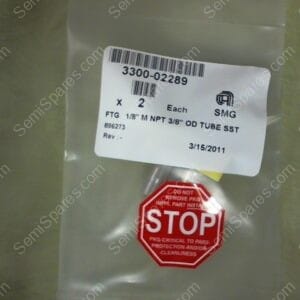 3300-02289
X 2 Each SMG
FTG 1/8" M NPT 3/8" OD TUBE SST
896273
Rev : - 3/15/2011
DO NOT
REMOVE PKG
UNTIL PART INSTALL
STOP
PKG CRITICAL TO PART
PROTECTION AND/OR
CLEANLINESS
SemiSpares.com